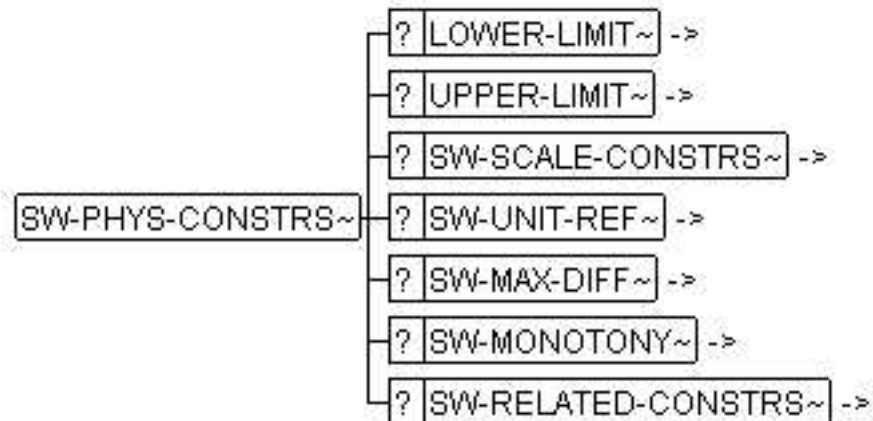 ? LOWER-LIMIT~ ->
? UPPER-LIMIT~ ->
? SW-SCALE-CONSTRS~ ->
SW-PHYS-CONSTRS~ ? SW-UNIT-REF~ ->
? SW-MAX-DIFF~ ->
? SW-MONOTONY~ ->
? SW-RELATED-CONSTRS~ ->